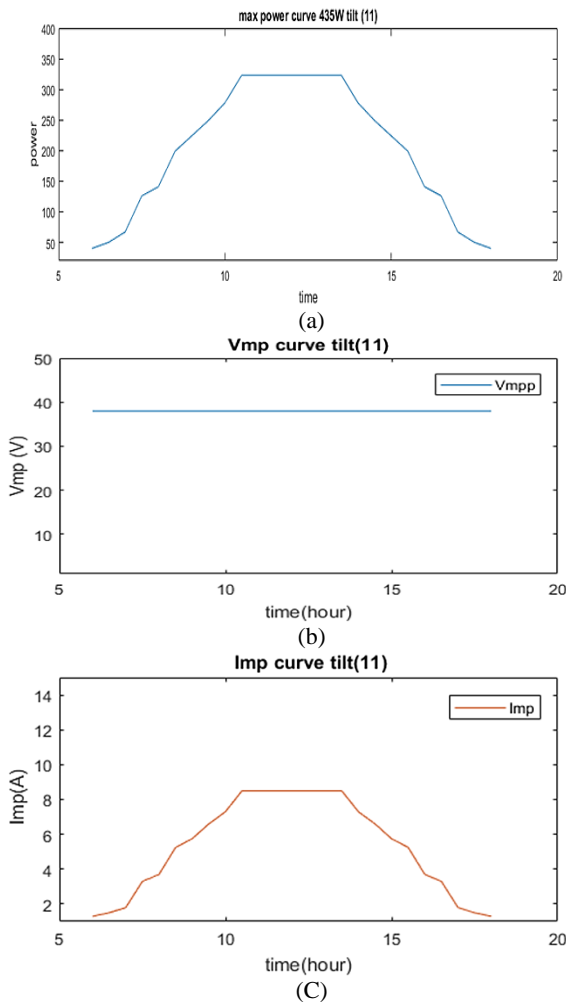 max power curve 435W tilt (11)
400
350
300
250
200
150
100
50
power
5
10
15
20
time
(a)
Vmp curve tilt(11)
50
40
30
20
10
Vmp (V)
Vmpp
5
10
15
20
time(hour)
(b)
Imp curve tilt(11)
14
12
10
8
6
4
2
Imp(A)
Imp
5
10
15
20
time(hour)
(C)